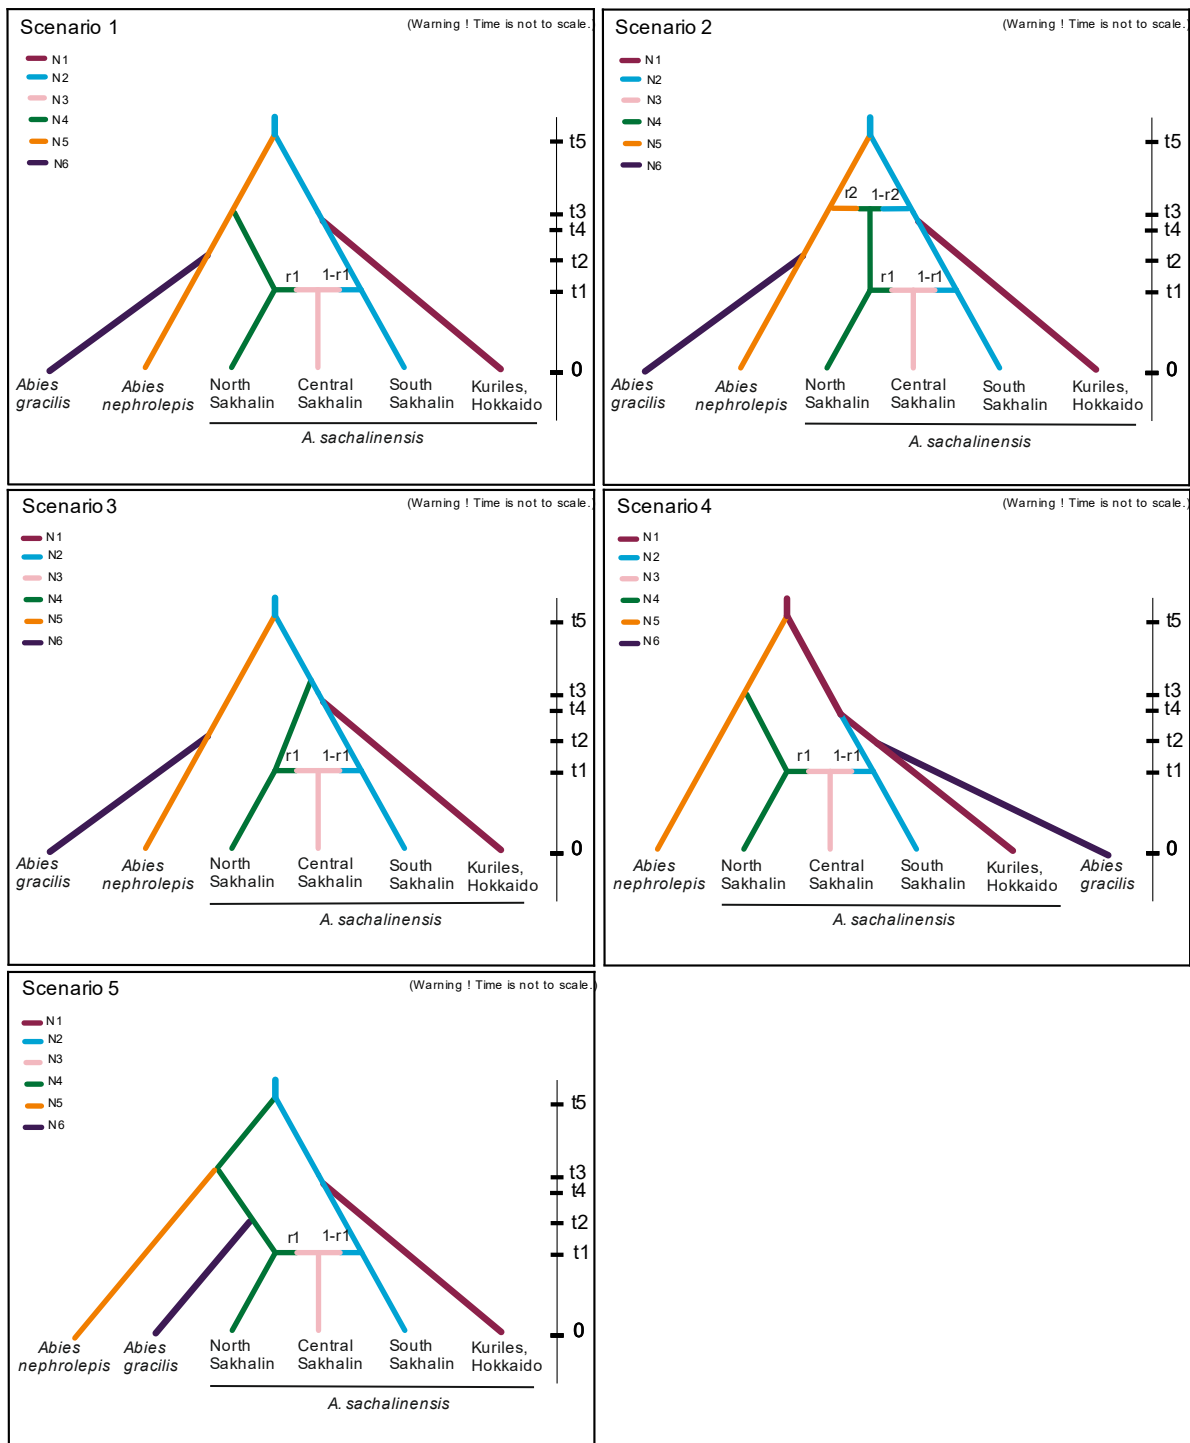 Scenario 1
(Warning ! Time is not to scale.)
N1
N2
N3
N4
N5
N6
t5
t3
t4
t2
t1
0
r1
1-r1
Abies
gracilis
Abies
nephrolepis
North
Sakhalin
Central
Sakhalin
South
Sakhalin
Kuriles,
Hokkaido
A. sachalinensis
Scenario 2
(Warning ! Time is not to scale.)
N1
N2
N3
N4
N5
N6
t5
r2
1-r2
t3
t4
t2
t1
0
r1
1-r1
Abies
gracilis
Abies
nephrolepis
North
Sakhalin
Central
Sakhalin
South
Sakhalin
Kuriles,
Hokkaido
A. sachalinensis
Scenario 3
(Warning ! Time is not to scale.)
N1
N2
N3
N4
N5
N6
t5
t3
t4
t2
t1
0
r1
1-r1
Abies
gracilis
Abies
nephrolepis
North
Sakhalin
Central
Sakhalin
South
Sakhalin
Kuriles,
Hokkaido
A. sachalinensis
Scenario 4
(Warning ! Time is not to scale.)
N1
N2
N3
N4
N5
N6
t5
t3
t4
t2
t1
0
r1
1-r1
Abies
nephrolepis
North
Sakhalin
Central
Sakhalin
South
Sakhalin
Kuriles,
Hokkaido
Abies
gracilis
A. sachalinensis
Scenario 5
(Warning ! Time is not to scale.)
N1
N2
N3
N4
N5
N6
t5
t3
t4
t2
t1
0
r1
1-r1
Abies
nephrolepis
Abies
gracilis
North
Sakhalin
Central
Sakhalin
South
Sakhalin
Kuriles,
Hokkaido
A. sachalinensis